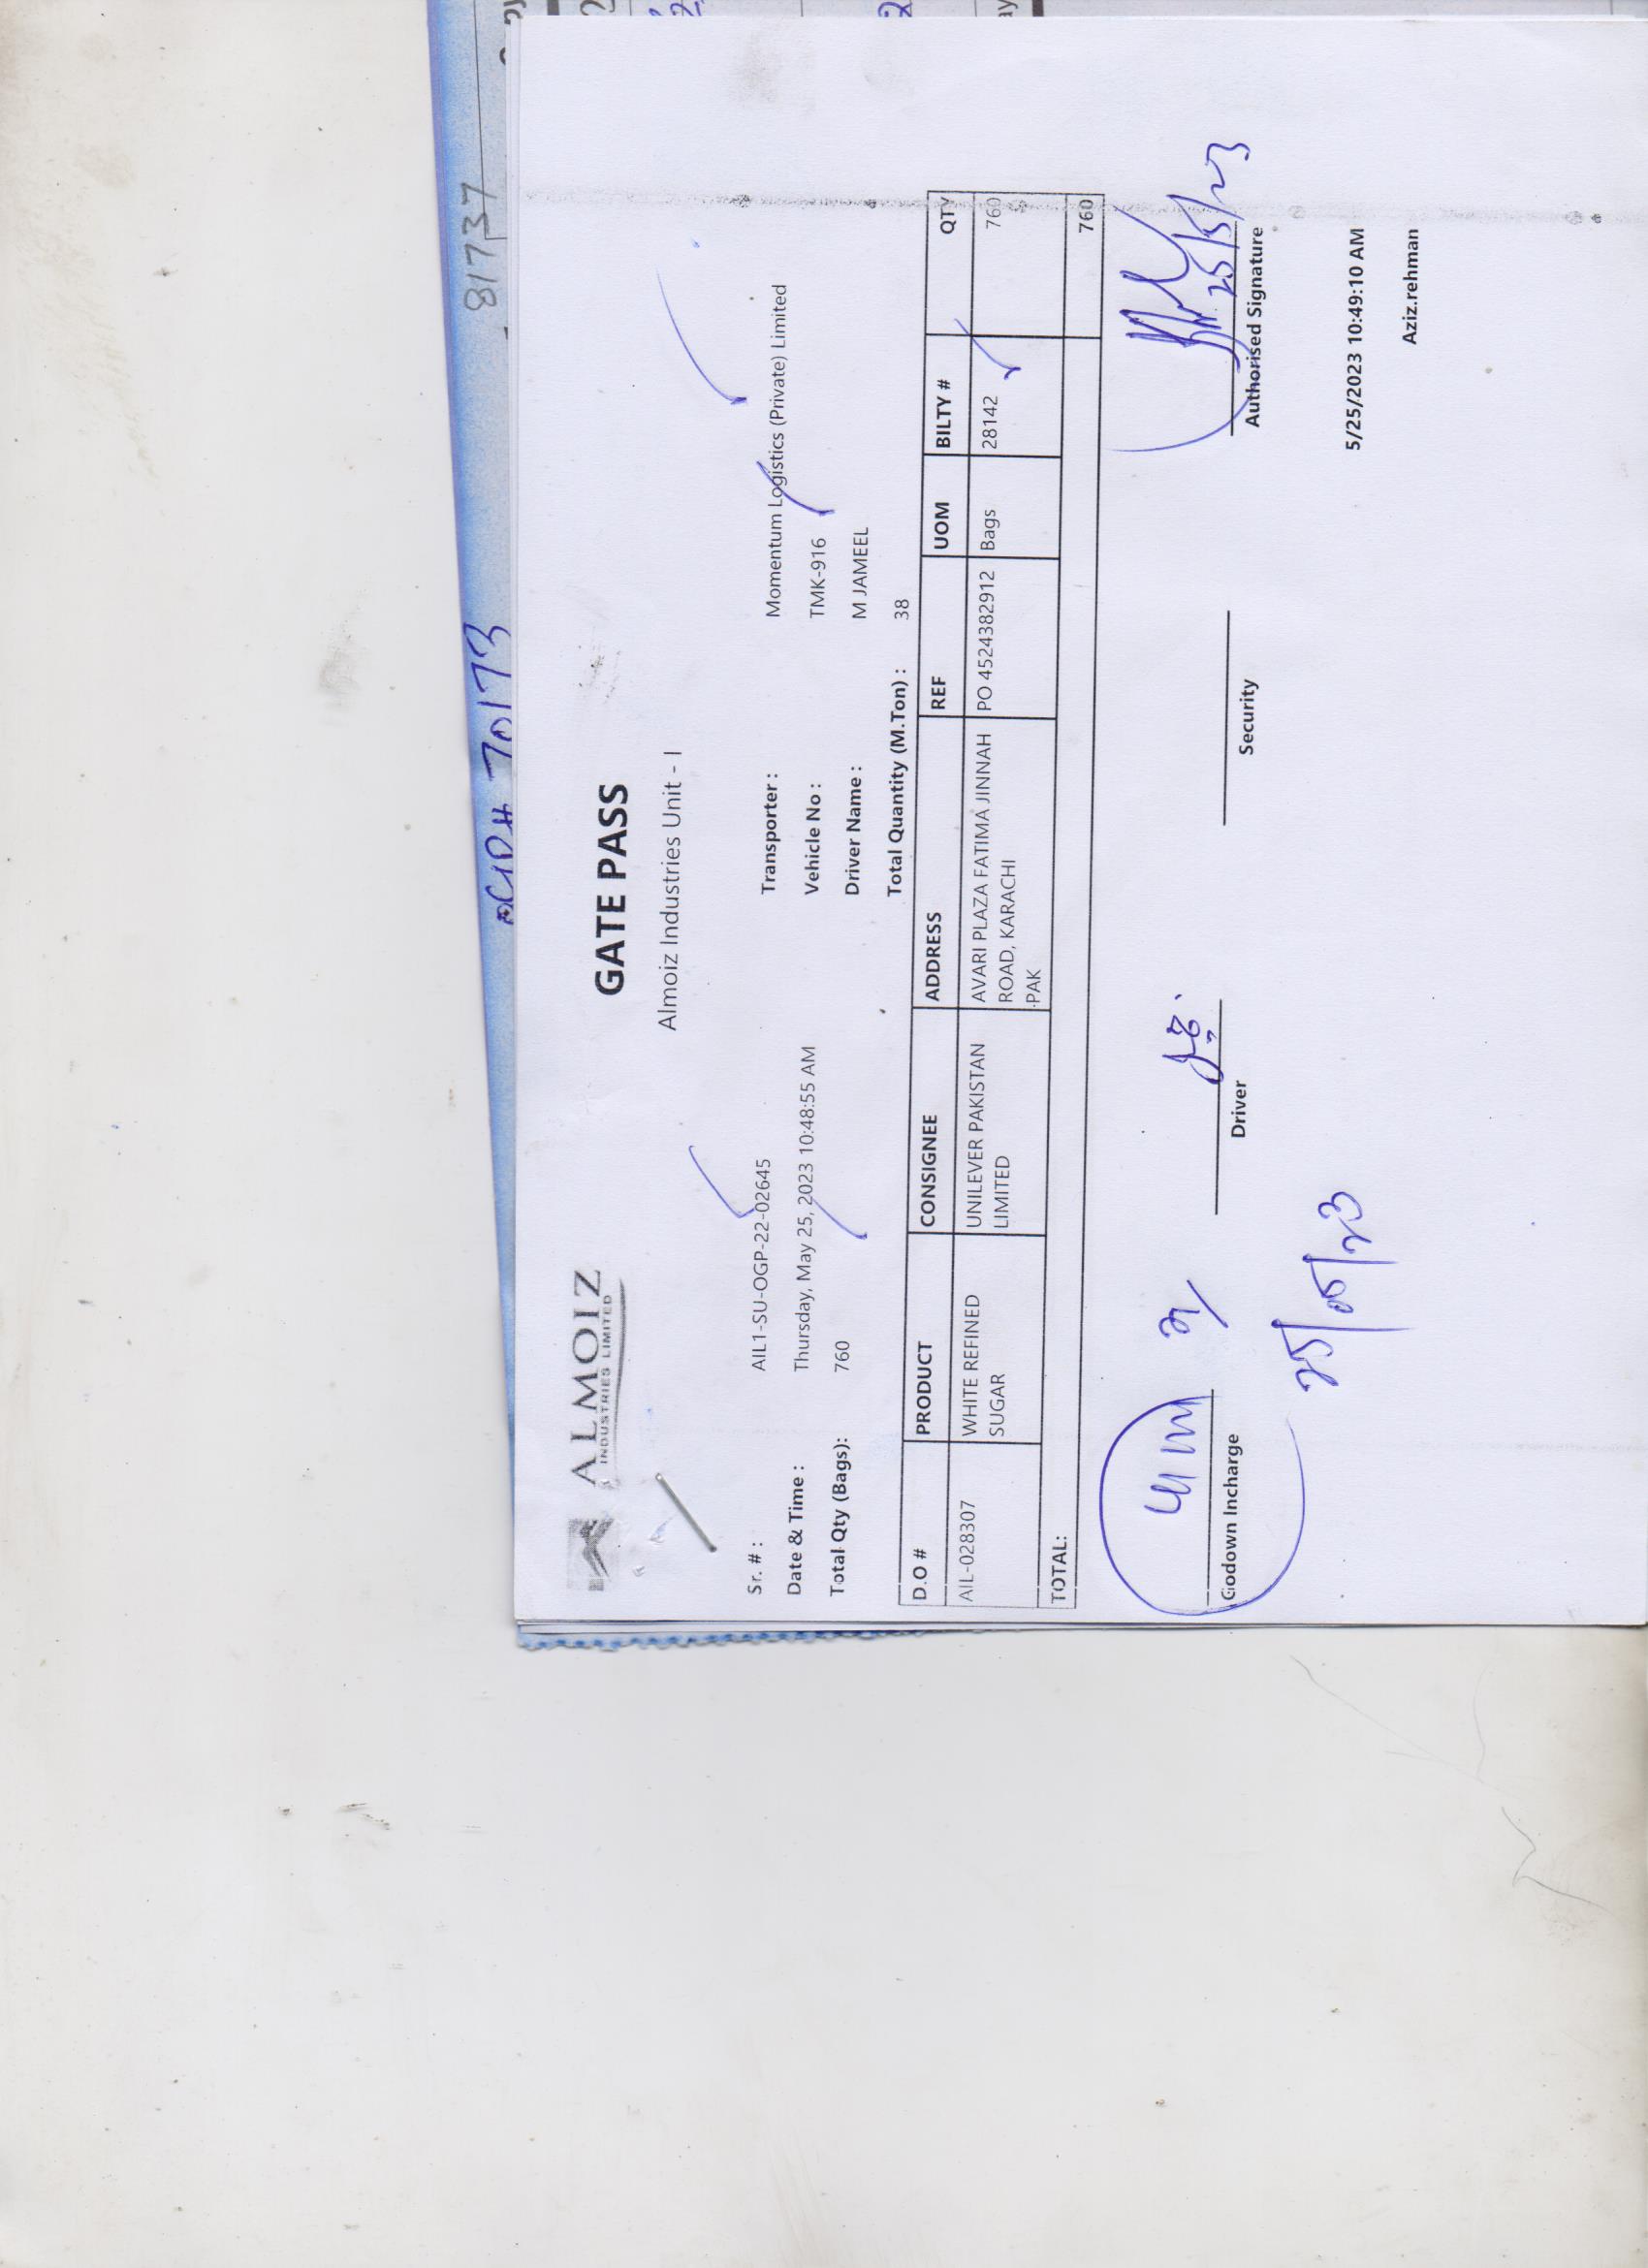 81737
70173
ALMOIZ
INDUSTRIES LIMITED
GATE PASS
Almoiz Industries Unit - I
Sr. # : AIL1-SU-OGP-22-02645 Transporter : Momentum Logistics (Private) Limited
Date & Time : Thursday, May 25, 2023 10:48:55 AM Vehicle No : TMK-916
Total Qty (Bags): 760 Driver Name : M JAMEEL
Total Quantity (M.Ton) : 38
D.O # PRODUCT CONSIGNEE ADDRESS REF UOM BILTY # QTY
AIL-028307 WHITE REFINED UNILEVER PAKISTAN AVARI PLAZA FATIMA JINNAH PO 4524382912 Bags 28142 760
SUGAR LIMITED ROAD, KARACHI
PAK
TOTAL: 760
25/5/23
Godown Incharge Driver Security Authorised Signature
25/05/23
5/25/2023 10:49:10 AM
Aziz.rehman